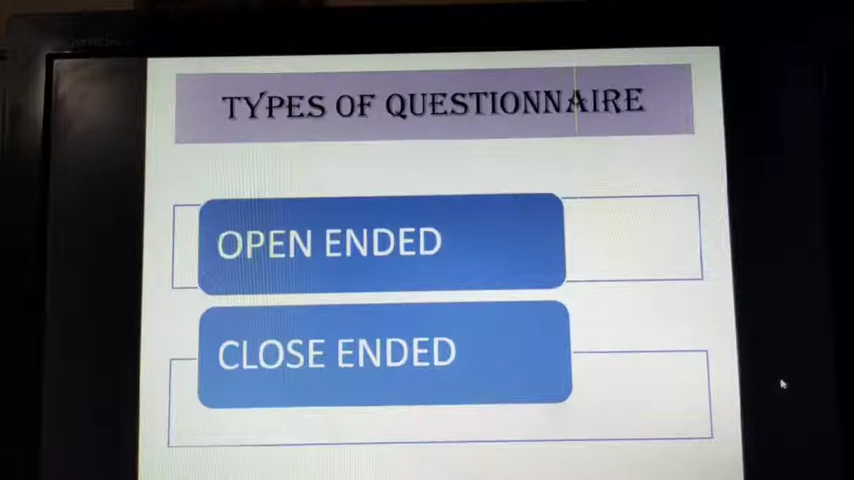 TYPES OF QUESTIONNAIRE
OPEN ENDED
CLOSE ENDED